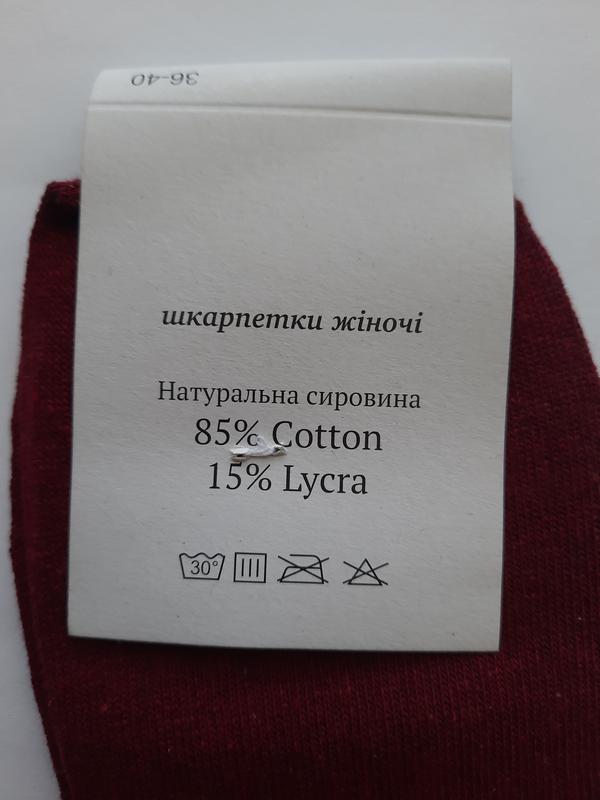 36-40
шкарпетки жіночі
Натуральна сировина
85% Cotton
15% Lycra
30°